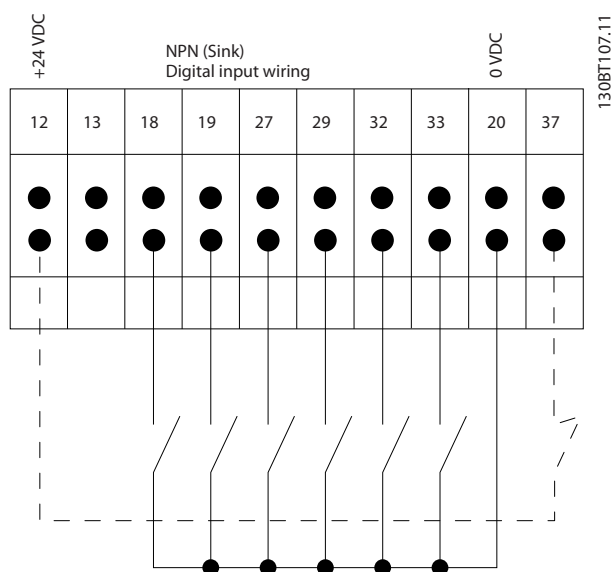 +24 VDC
NPN (Sink)
Digital input wiring
0 VDC
130BT107.11
12 13 18 19 27 29 32 33 20 37